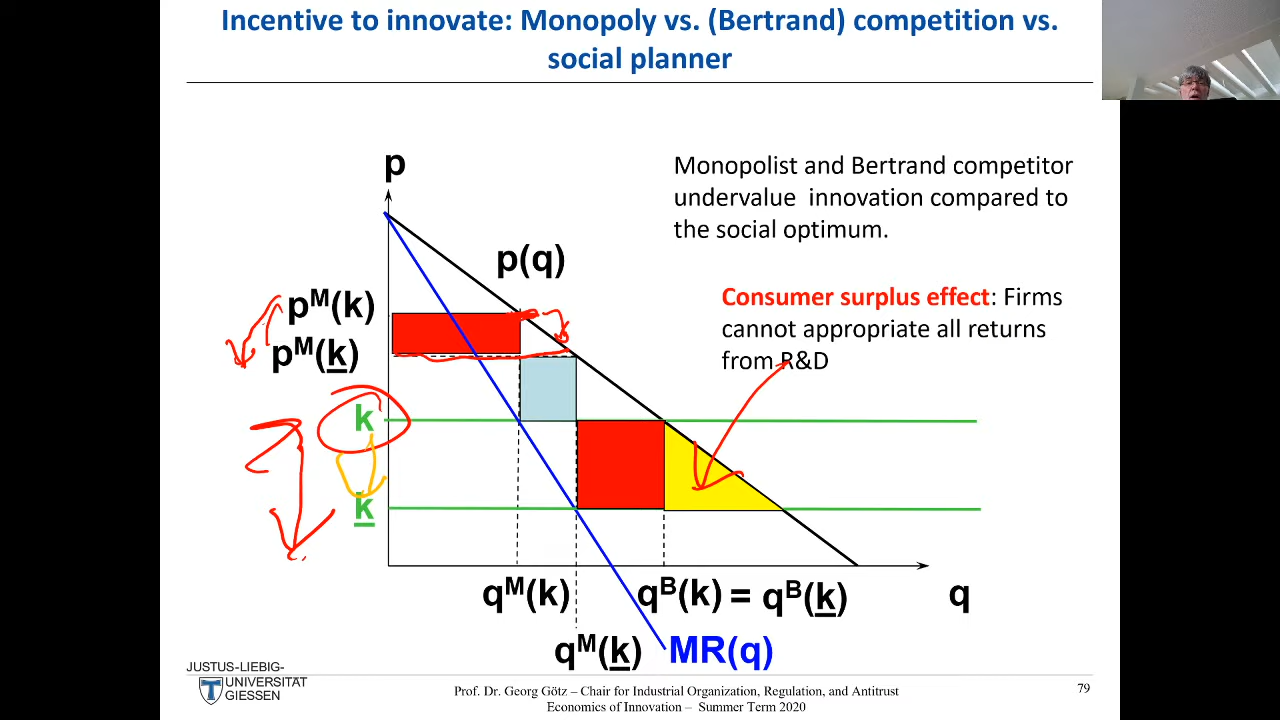 Incentive to innovate: Monopoly vs. (Bertrand) competition vs.
social planner
p
Monopolist and Bertrand competitor
undervalue innovation compared to
the social optimum.
p(q)
pᴹ(k)
Consumer surplus effect: Firms
cannot appropriate all returns
from R&D
pᴹ(k̲)
k
k̲
qᴹ(k)
qᴮ(k) = qᴮ(k̲)
q
qᴹ(k̲)
MR(q)
JUSTUS-LIEBIG-
UNIVERSITÄT
GIESSEN
Prof. Dr. Georg Götz – Chair for Industrial Organization, Regulation, and Antitrust
Economics of Innovation – Summer Term 2020
79